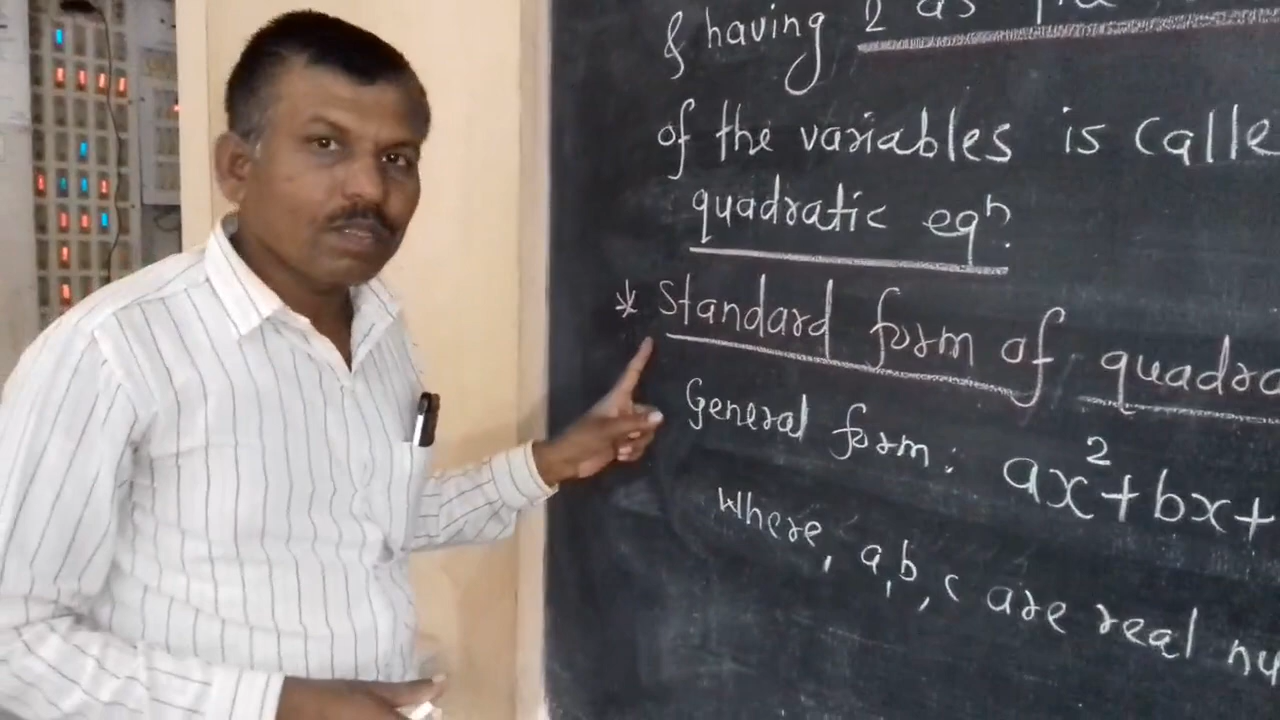 & having 2 as
of the variables is calle
quadratic eqⁿ.
* Standard form of quadra
General form: ax²+bx+
Where, a, b, c are real nu